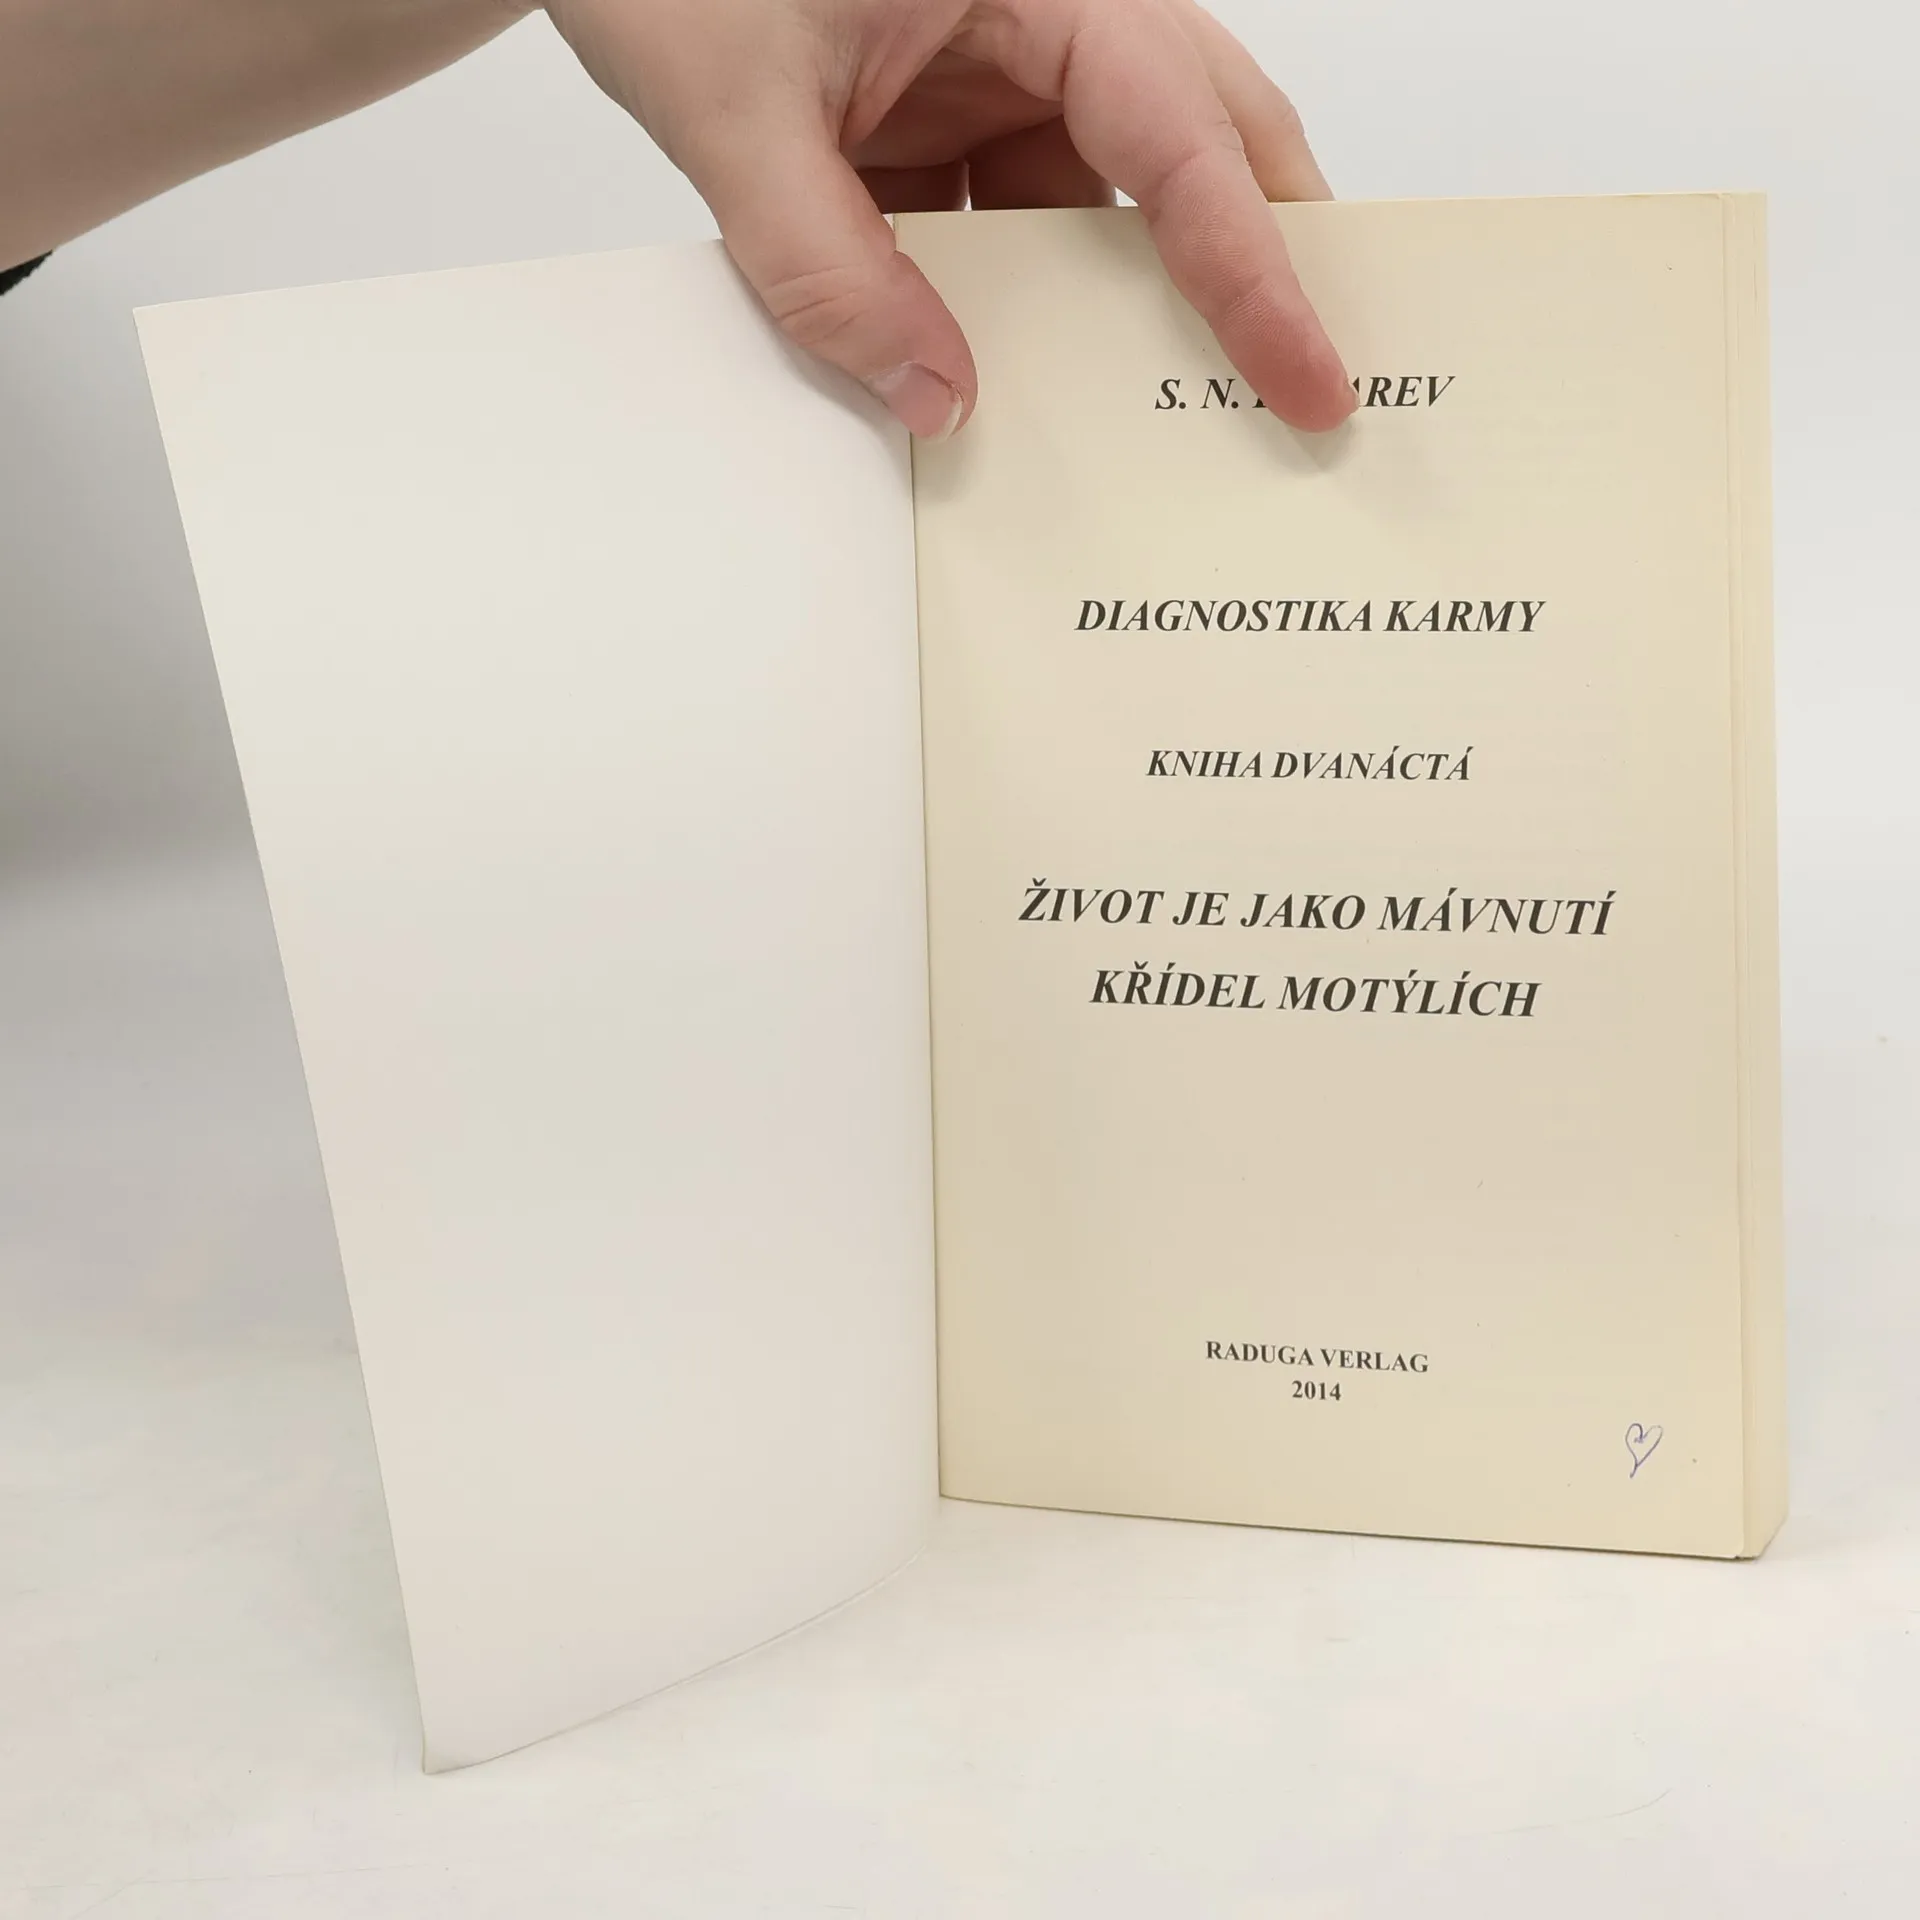 S. N.
DIAGNOSTIKA KARMY
KNIHA DVANÁCTÁ
ŽIVOT JE JAKO MÁVNUTÍ
KŘÍDEL MOTÝLÍCH
RADUGA VERLAG
2014